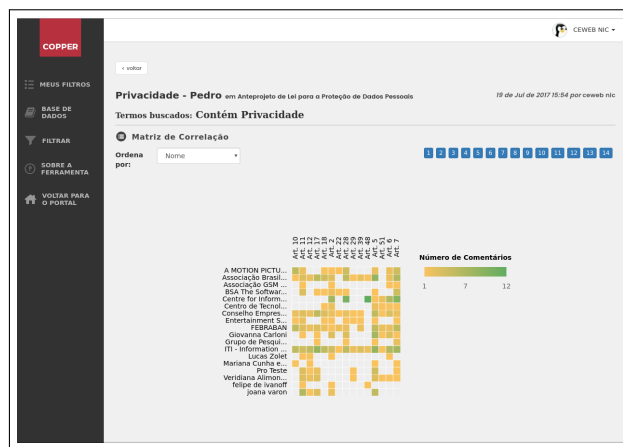 CEWEB NIC
COPPER
MEUS FILTROS
BASE DE
DADOS
FILTRAR
SOBRE A
FERRAMENTA
VOLTAR PARA
O PORTAL
‹ voltar
Privacidade - Pedro em Anteprojeto de Lei para a Proteção de Dados Pessoais
19 de Jul de 2017 15:54 por ceweb nic
Termos buscados: Contém Privacidade
Matriz de Correlação
Ordena
por:
Nome
1 2 3 4 5 6 7 8 9 10 11 12 13 14
Art. 10
Art. 11
Art. 12
Art. 17
Art. 18
Art. 2
Art. 22
Art. 28
Art. 29
Art. 39
Art. 48
Art. 5
Art. 51
Art. 6
Art. 7
Número de Comentários
1 7 12
A MOTION PICTU...
Associação Brasil...
Associação GSM ...
BSA The Softwar...
Centre for Inform...
Centro de Tecnol...
Conselho Empres...
Entertainment S...
FEBRABAN
Giovanna Carloni
Grupo de Pesqui...
ITI - Information ...
Lucas Zolet
Mariana Cunha e...
Pro Teste
Veridiana Alimon...
felipe de ivanoff
joana varon